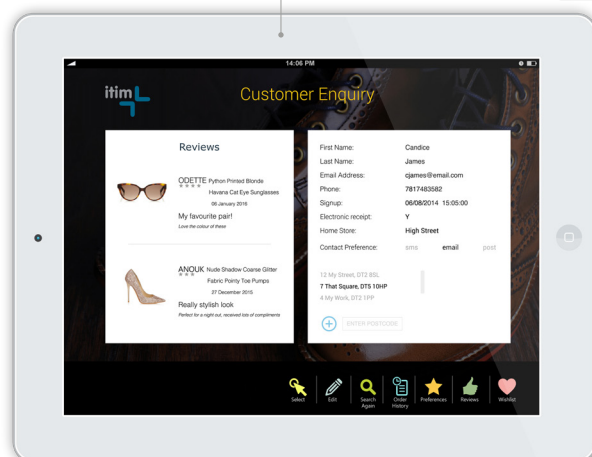 14:06 PM
itim
Customer Enquiry
Reviews
ODETTE Python Printed Blonde
Havana Cat Eye Sunglasses
06 January 2016
My favourite pair!
Love the colour of these
ANOUK Nude Shadow Coarse Glitter
Fabric Pointy Toe Pumps
27 December 2015
Really stylish look
Perfect for a night out, received lots of compliments
First Name: Candice
Last Name: James
Email Address: cjames@email.com
Phone: 7817483582
Signup: 06/08/2014 15:05:00
Electronic receipt: Y
Home Store: High Street
Contact Preference: sms email post
12 My Street, DT2 8SL
7 That Square, DT5 10HP
4 My Work, DT2 1PP
ENTER POSTCODE
Select
Edit
Search Again
Order History
Preferences
Reviews
Wishlist